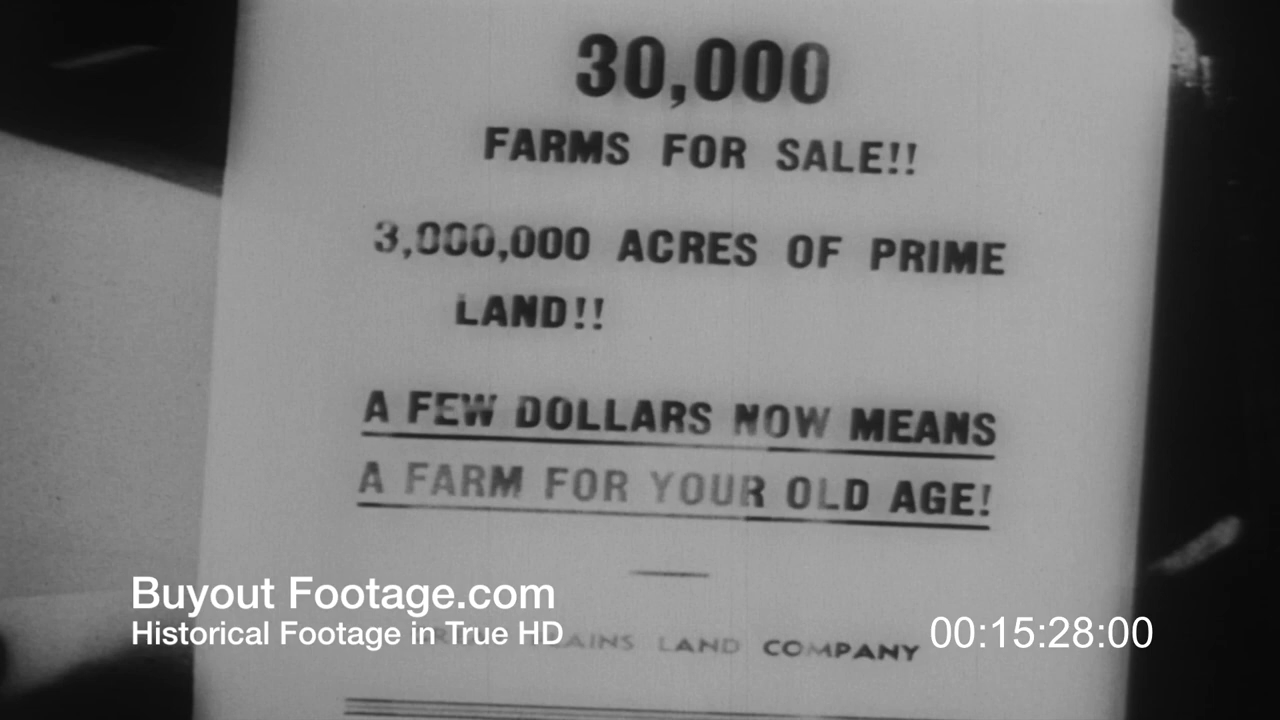 30,000
FARMS FOR SALE!!
3,000,000 ACRES OF PRIME
LAND!!
A FEW DOLLARS NOW MEANS
A FARM FOR YOUR OLD AGE!
Buyout Footage.com
Historical Footage in True HD
LAND COMPANY
00:15:28:00